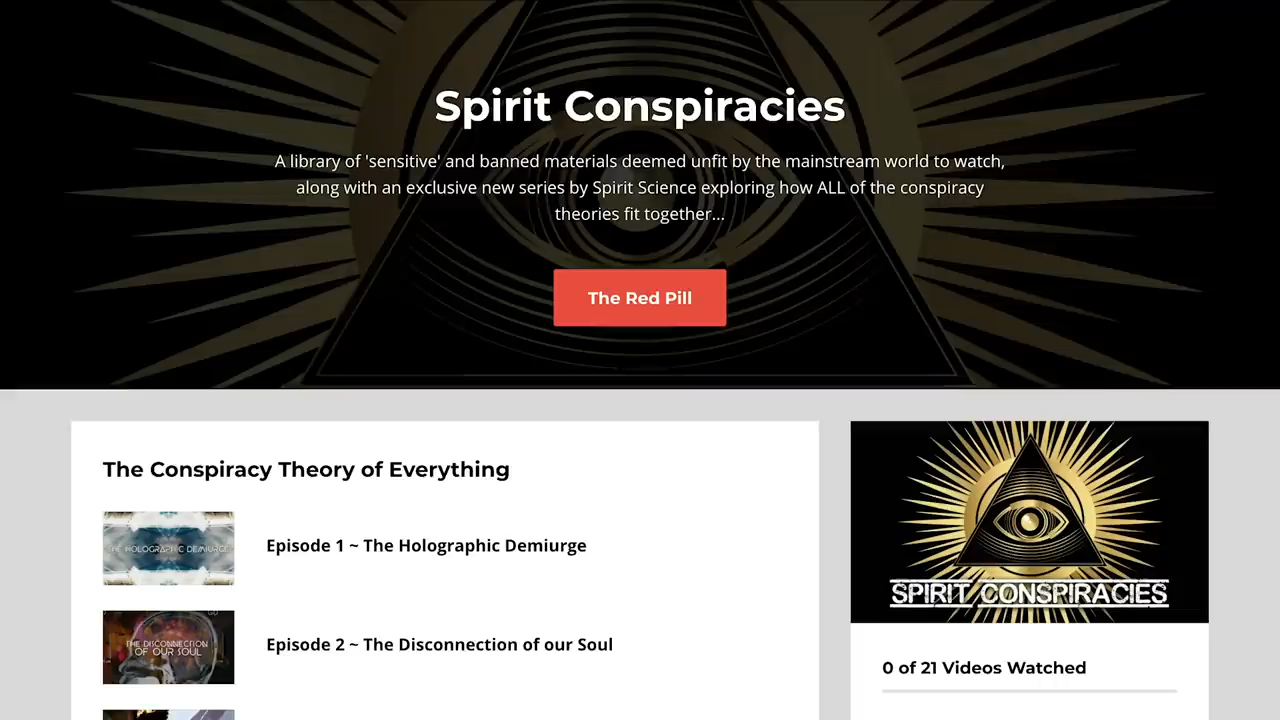 Spirit Conspiracies
A library of 'sensitive' and banned materials deemed unfit by the mainstream world to watch,
along with an exclusive new series by Spirit Science exploring how ALL of the conspiracy
theories fit together...
The Red Pill
The Conspiracy Theory of Everything
THE HOLOGRAPHIC DEMIURGE
Episode 1 ~ The Holographic Demiurge
THE DISCONNECTION
OF OUR SOUL
Episode 2 ~ The Disconnection of our Soul
SPIRIT CONSPIRACIES
0 of 21 Videos Watched